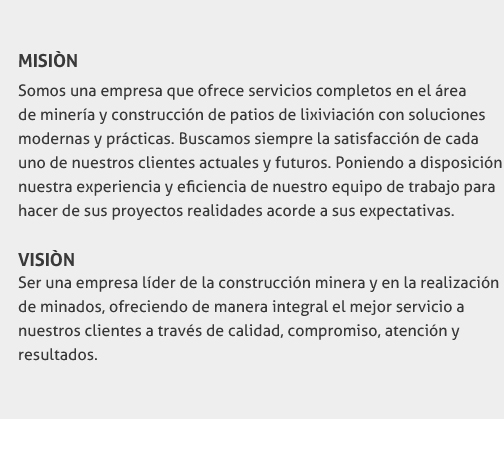 MISIÒN
Somos una empresa que ofrece servicios completos en el área
de minería y construcción de patios de lixiviación con soluciones
modernas y prácticas. Buscamos siempre la satisfacción de cada
uno de nuestros clientes actuales y futuros. Poniendo a disposición
nuestra experiencia y eficiencia de nuestro equipo de trabajo para
hacer de sus proyectos realidades acorde a sus expectativas.
VISIÒN
Ser una empresa líder de la construcción minera y en la realización
de minados, ofreciendo de manera integral el mejor servicio a
nuestros clientes a través de calidad, compromiso, atención y
resultados.